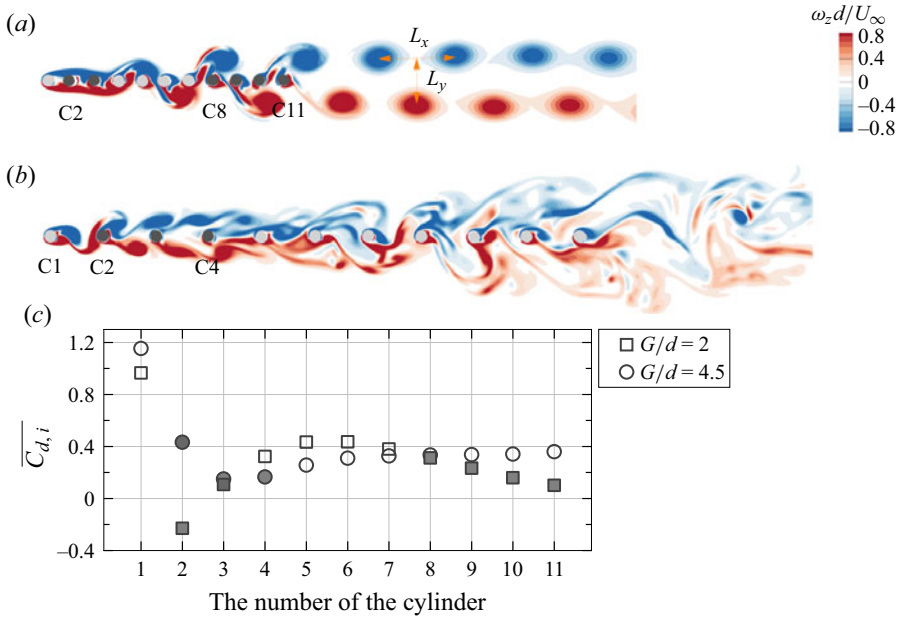 (a)
L_x
L_y
C2
C8
C11
ω_z d/U_∞
0.8
0.4
0
−0.4
−0.8
(b)
C1
C2
C4
(c)
1.2
0.8
0.4
0
−0.4
\overline{C_{d, i}}
1 2 3 4 5 6 7 8 9 10 11
The number of the cylinder
G/d = 2
G/d = 4.5